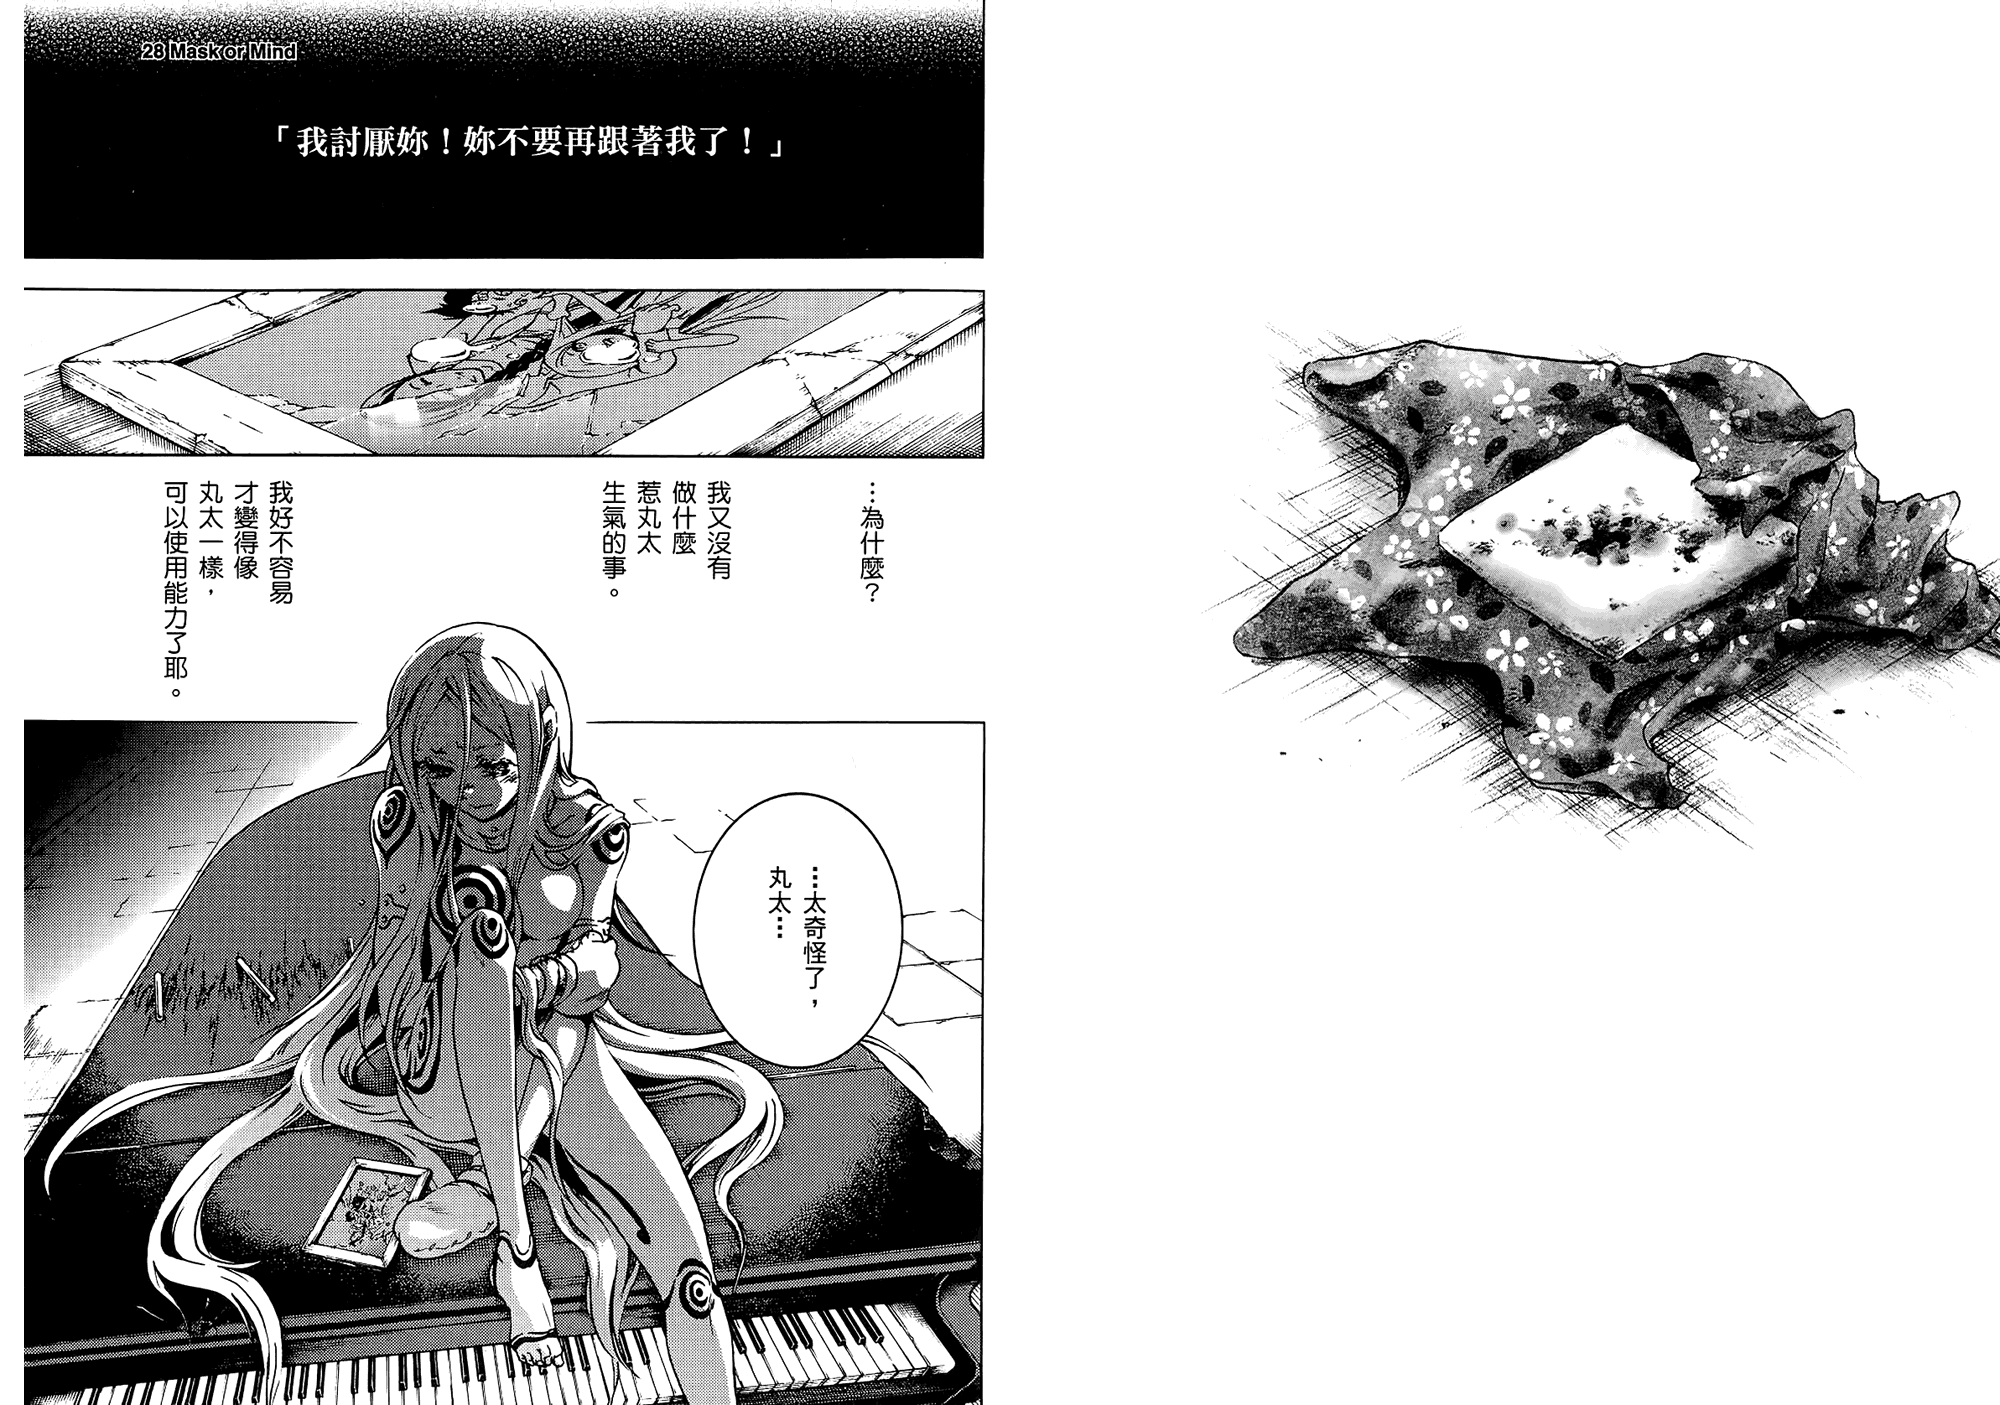 28 Mask or Mind
「我討厭妳！妳不要再跟著我了！」
…為什麼？
我又沒有
做什麼
惹丸太
生氣的事。
我好不容易
才變得像
丸太一樣，
可以使用能力了耶。
…太奇怪了，
丸太…